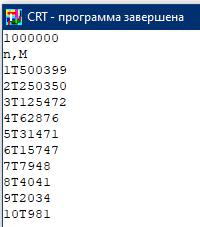 CRT - программа завершена
1000000
n,M
1T500399
2T250350
3T125472
4T62876
5T31471
6T15747
7T7948
8T4041
9T2034
10T981